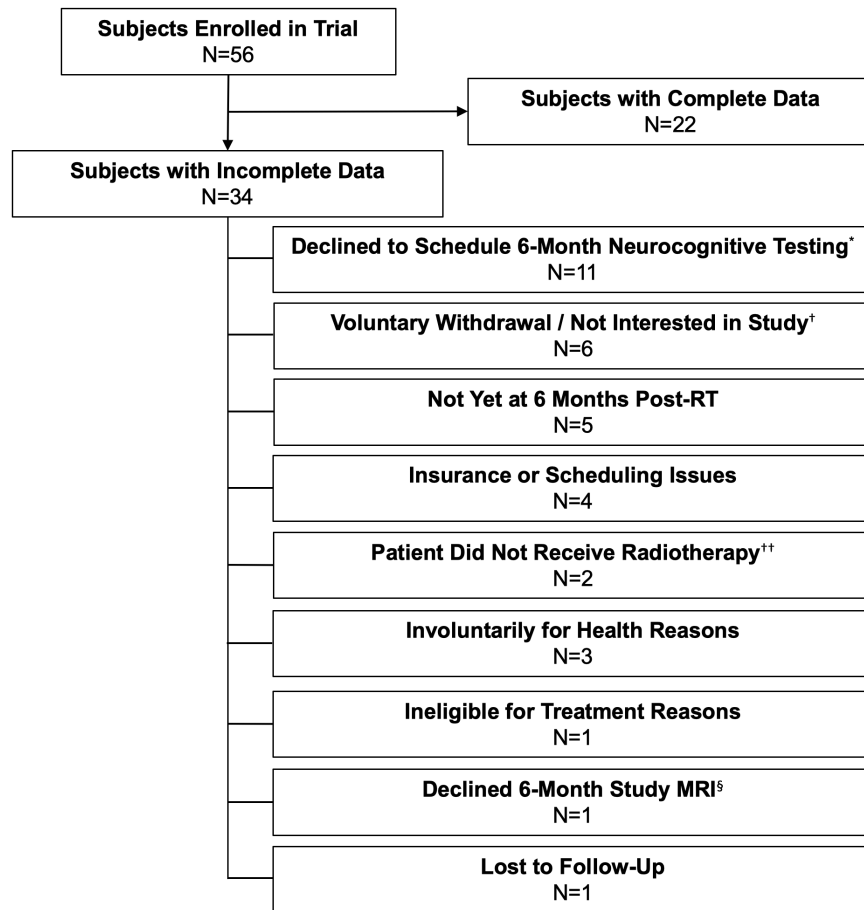 Subjects Enrolled in Trial
N=56
Subjects with Complete Data
N=22
Subjects with Incomplete Data
N=34
Declined to Schedule 6-Month Neurocognitive Testing*
N=11
Voluntary Withdrawal / Not Interested in Study†
N=6
Not Yet at 6 Months Post-RT
N=5
Insurance or Scheduling Issues
N=4
Patient Did Not Receive Radiotherapy††
N=2
Involuntarily for Health Reasons
N=3
Ineligible for Treatment Reasons
N=1
Declined 6-Month Study MRI§
N=1
Lost to Follow-Up
N=1